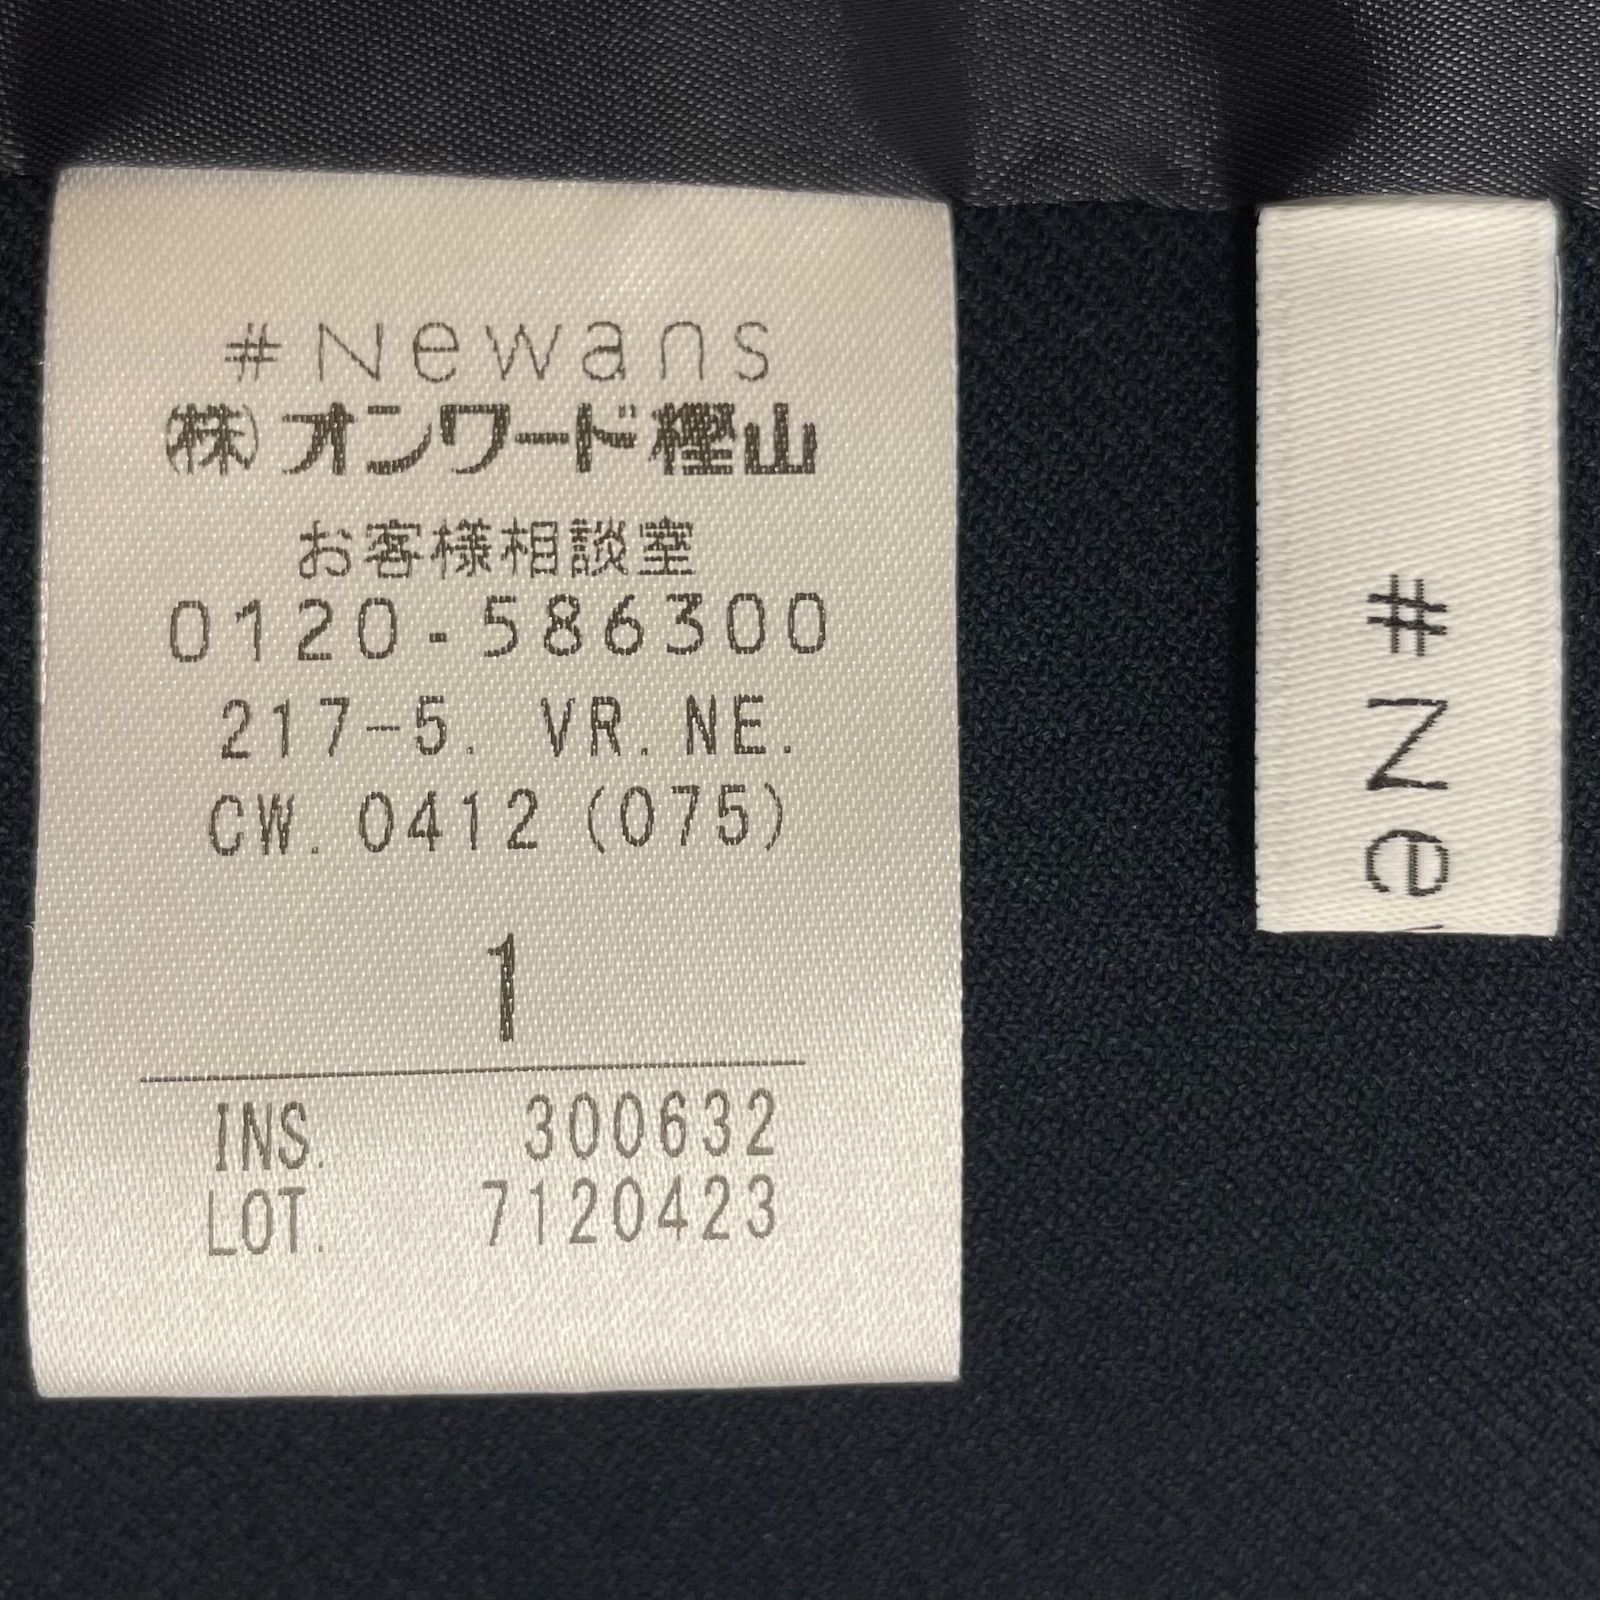 #Newans
(株)オンワード樫山
お客様相談室
0120-586300
217-5. VR.NE.
CW. 0412 (075)
1
INS. 300632
LOT. 7120423
#Ne